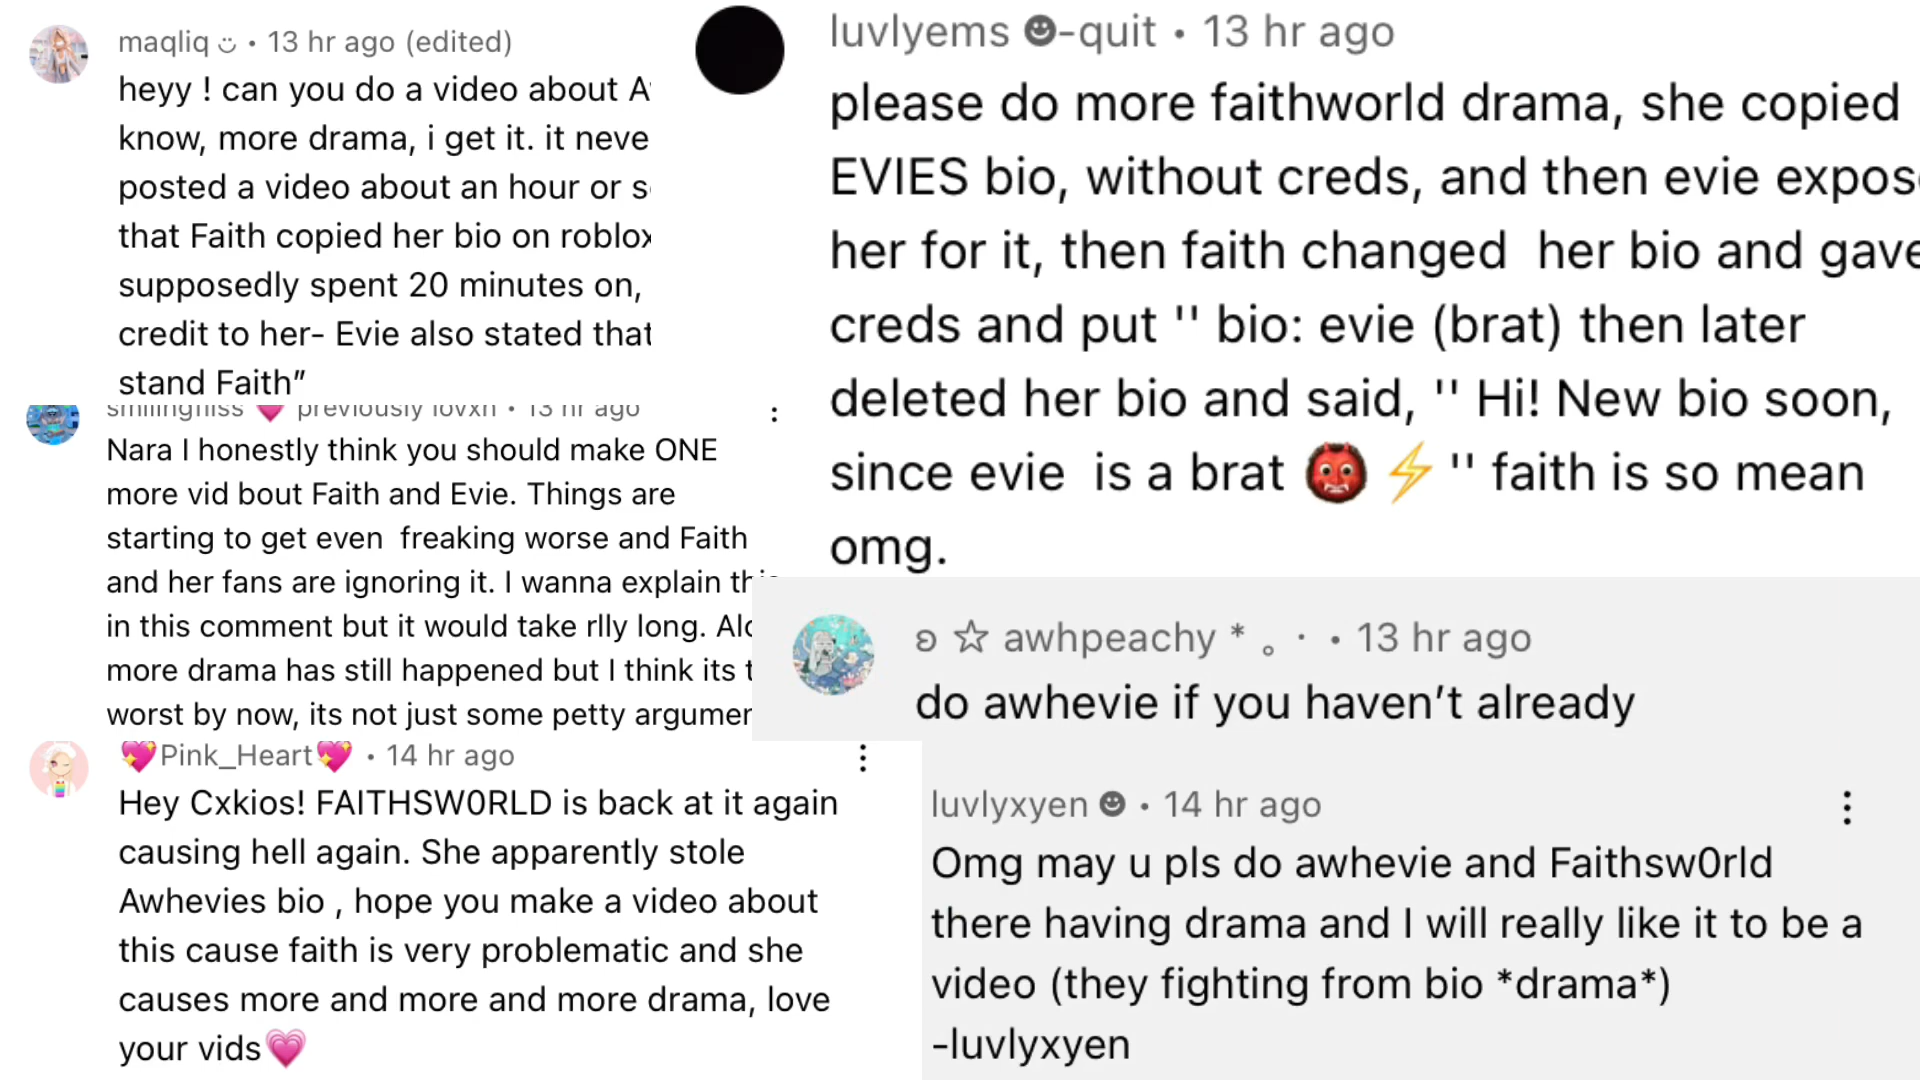 maqliq • 13 hr ago (edited)
heyy ! can you do a video about
know, more drama, i get it. it
posted a video about an hour or
that Faith copied her bio on roblox
supposedly spent 20 minutes on,
credit to her- Evie also stated that
stand Faith”
smilingfliss 💗 previously lovxh • 13 hr ago
Nara I honestly think you should make ONE
more vid bout Faith and Evie. Things are
starting to get even freaking worse and Faith
and her fans are ignoring it. I wanna explain this
in this comment but it would take rlly long.
more drama has still happened but I think its
worst by now, its not just some petty
💖Pink_Heart💖 • 14 hr ago
Hey Cxkios! FAITHSW0RLD is back at it again
causing hell again. She apparently stole
Awhevies bio , hope you make a video about
this cause faith is very problematic and she
causes more and more and more drama, love
your vids💗
luvlyems ☻-quit • 13 hr ago
please do more faithworld drama, she copied
EVIES bio, without creds, and then evie
her for it, then faith changed her bio and gave
creds and put '' bio: evie (brat) then later
deleted her bio and said, '' Hi! New bio soon,
since evie is a brat 👹 ⚡ '' faith is so mean
omg.
ʚ ☆ awhpeachy * 。 · • 13 hr ago
do awhevie if you haven’t already
luvlyxyen ☻ • 14 hr ago
Omg may u pls do awhevie and Faithsw0rld
there having drama and I will really like it to be a
video (they fighting from bio *drama*)
-luvlyxyen